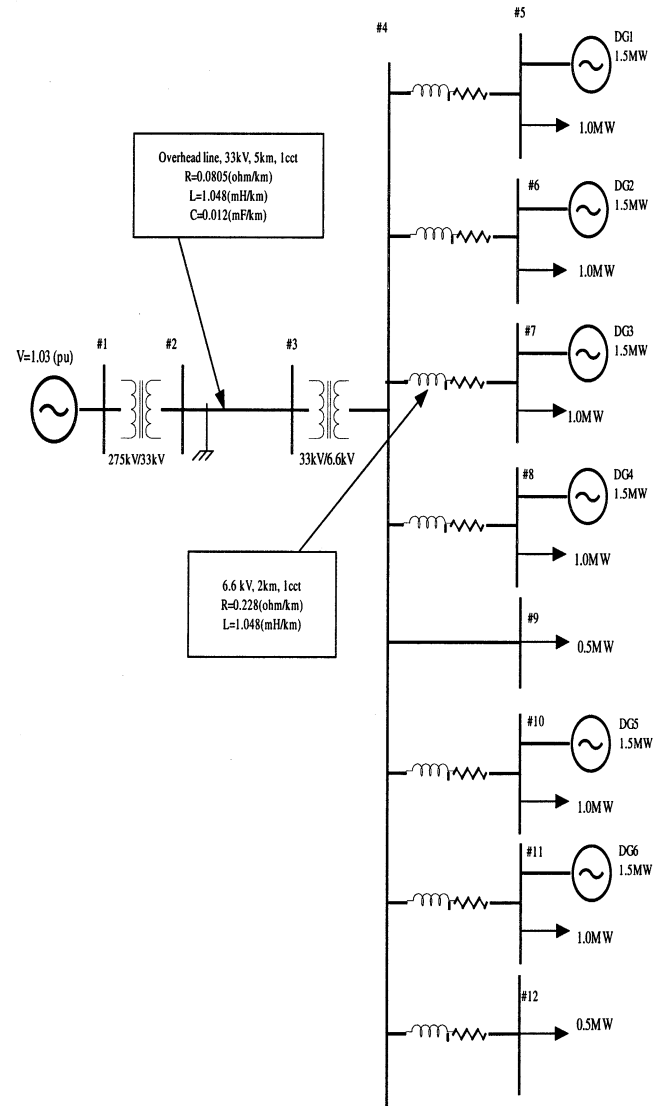 #5
DG1
1.5MW
#4
1.0MW
Overhead line, 33kV, 5km, 1cct
R=0.0805(ohm/km)
L=1.048(mH/km)
C=0.012(mF/km)
#6
DG2
1.5MW
1.0MW
V=1.03 (pu)
#1
#2
#3
#7
DG3
1.5MW
1.0MW
275kV/33kV
33kV/6.6kV
#8
DG4
1.5MW
1.0MW
6.6 kV, 2km, 1cct
R=0.228(ohm/km)
L=1.048(mH/km)
#9
0.5MW
#10
DG5
1.5MW
1.0MW
#11
DG6
1.5MW
1.0MW
#12
0.5MW